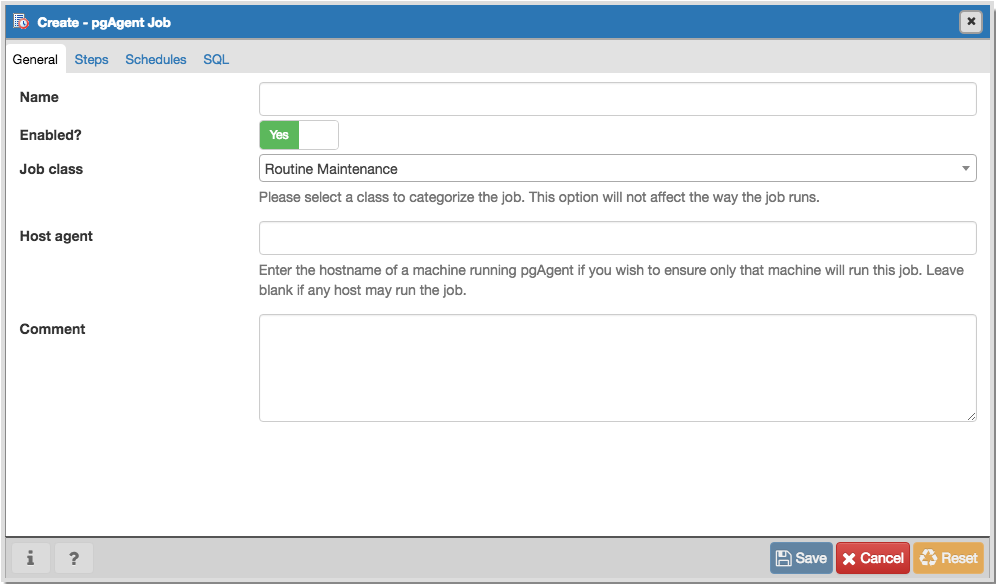 Create - pgAgent Job
General Steps Schedules SQL
Name
Enabled? Yes
Job class Routine Maintenance
Please select a class to categorize the job. This option will not affect the way the job runs.
Host agent
Enter the hostname of a machine running pgAgent if you wish to ensure only that machine will run this job. Leave
blank if any host may run the job.
Comment
i ? Save Cancel Reset